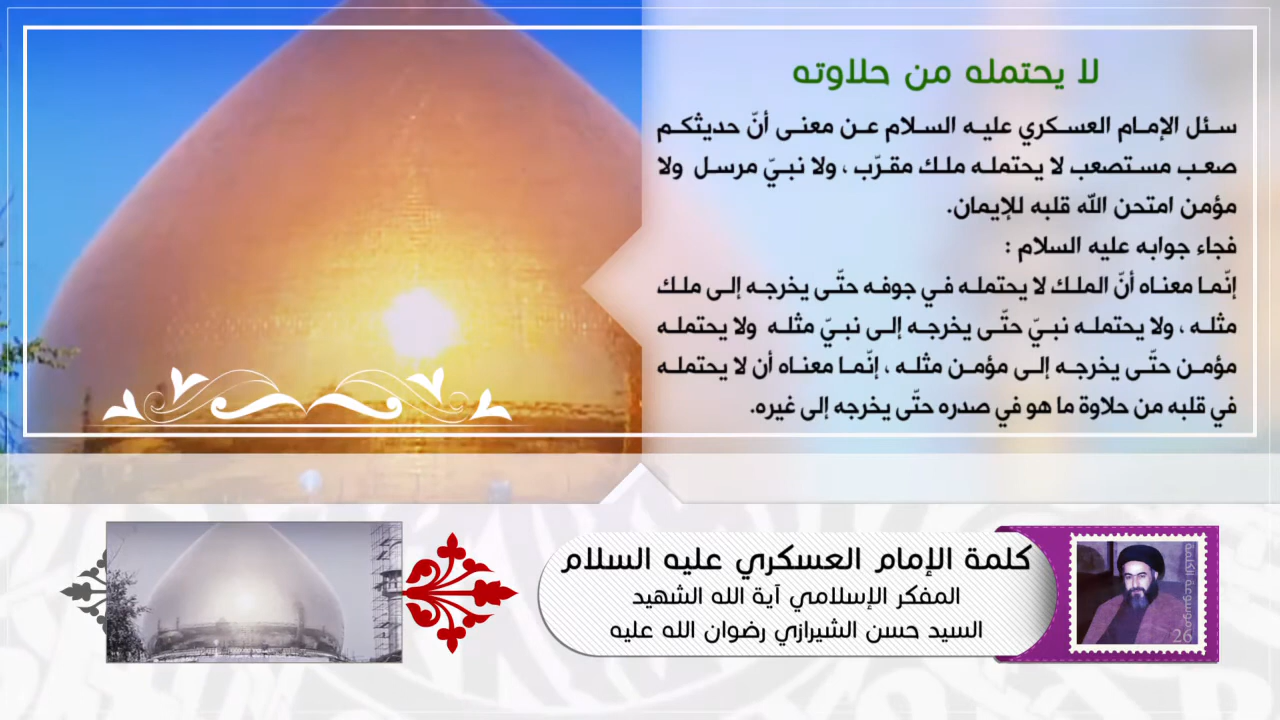 لا يحتمله من حلاوته
سئل الإمام العسكري عليه السلام عن معنى أنّ حديثكم
صعب مستصعب لا يحتمله ملك مقرّب ، ولا نبيّ مرسل ولا
مؤمن امتحن الله قلبه للإيمان.
فجاء جوابه عليه السلام :
إنّما معناه أنّ الملك لا يحتمله في جوفه حتّى يخرجه إلى ملك
مثله ، ولا يحتمله نبيّ حتّى يخرجه إلى نبيّ مثله ولا يحتمله
مؤمن حتّى يخرجه إلى مؤمن مثله ، إنّما معناه أن لا يحتمله
في قلبه من حلاوة ما هو في صدره حتّى يخرجه إلى غيره.
كلمة الإمام العسكري عليه السلام
المفكر الإسلامي آية الله الشهيد
السيد حسن الشيرازي رضوان الله عليه
موسوعة الكلمة
26